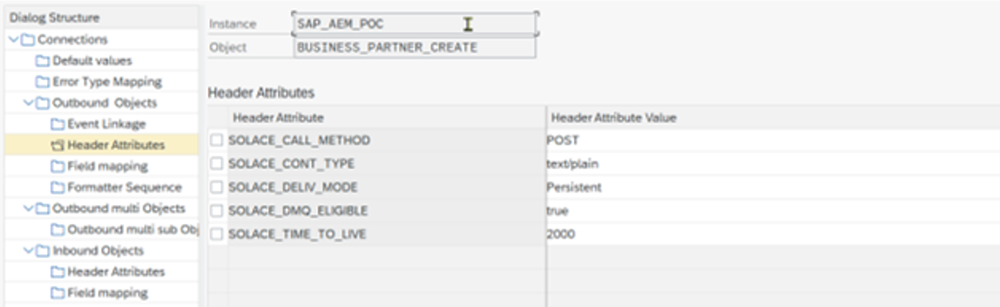 Dialog Structure
Connections
Default values
Error Type Mapping
Outbound Objects
Event Linkage
Header Attributes
Field mapping
Formatter Sequence
Outbound multi Objects
Outbound multi sub Obj
Inbound Objects
Header Attributes
Field mapping
Instance SAP_AEM_POC
Object BUSINESS_PARTNER_CREATE
Header Attributes
Header Attribute Header Attribute Value
SOLACE_CALL_METHOD POST
SOLACE_CONT_TYPE text/plain
SOLACE_DELIV_MODE Persistent
SOLACE_DMQ_ELIGIBLE true
SOLACE_TIME_TO_LIVE 2000